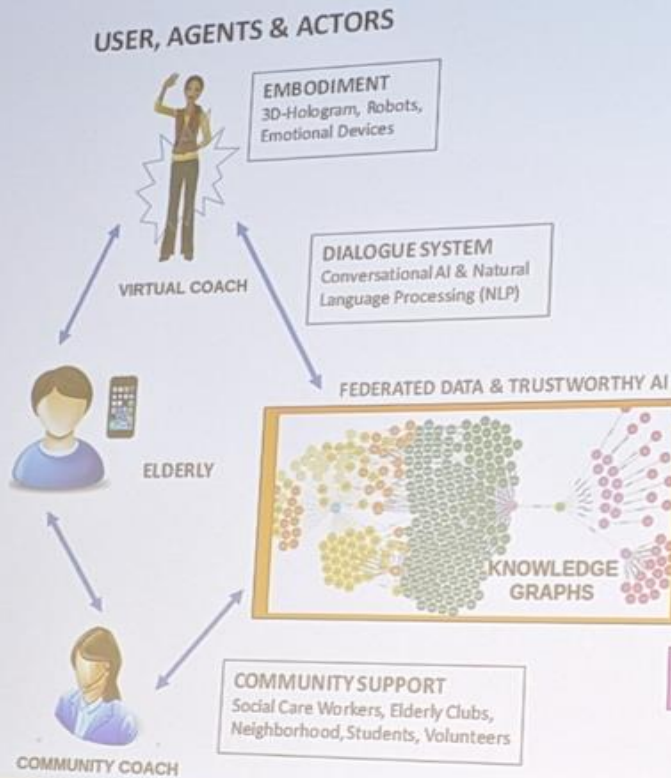 USER, AGENTS & ACTORS
EMBODIMENT
3D-Hologram, Robots,
Emotional Devices
VIRTUAL COACH
DIALOGUE SYSTEM
Conversational AI & Natural
Language Processing (NLP)
FEDERATED DATA & TRUSTWORTHY AI
ELDERLY
KNOWLEDGE
GRAPHS
COMMUNITY SUPPORT
Social Care Workers, Elderly Clubs,
Neighborhood, Students, Volunteers
COMMUNITY COACH